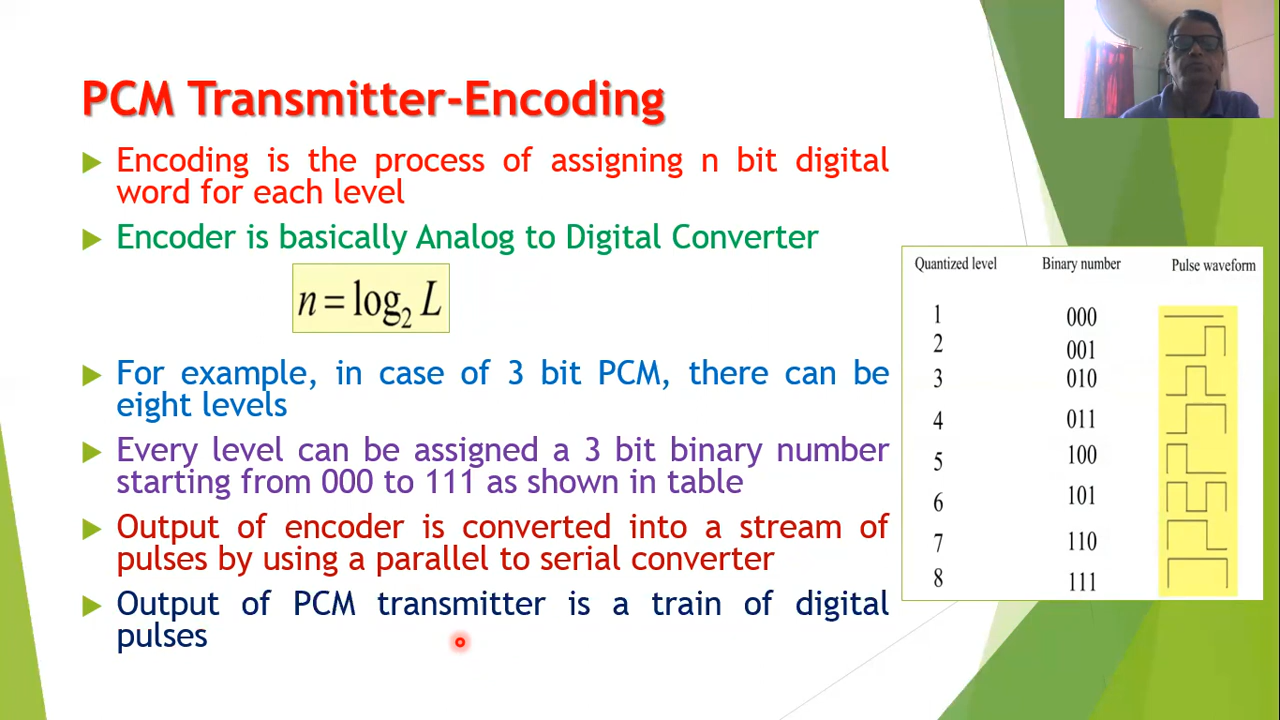 PCM Transmitter-Encoding
Encoding is the process of assigning n bit digital
word for each level
Encoder is basically Analog to Digital Converter
n = log₂ L
For example, in case of 3 bit PCM, there can be
eight levels
Every level can be assigned a 3 bit binary number
starting from 000 to 111 as shown in table
Output of encoder is converted into a stream of
pulses by using a parallel to serial converter
Output of PCM transmitter is a train of digital
pulses
Quantized level Binary number Pulse waveform
1 000
2 001
3 010
4 011
5 100
6 101
7 110
8 111